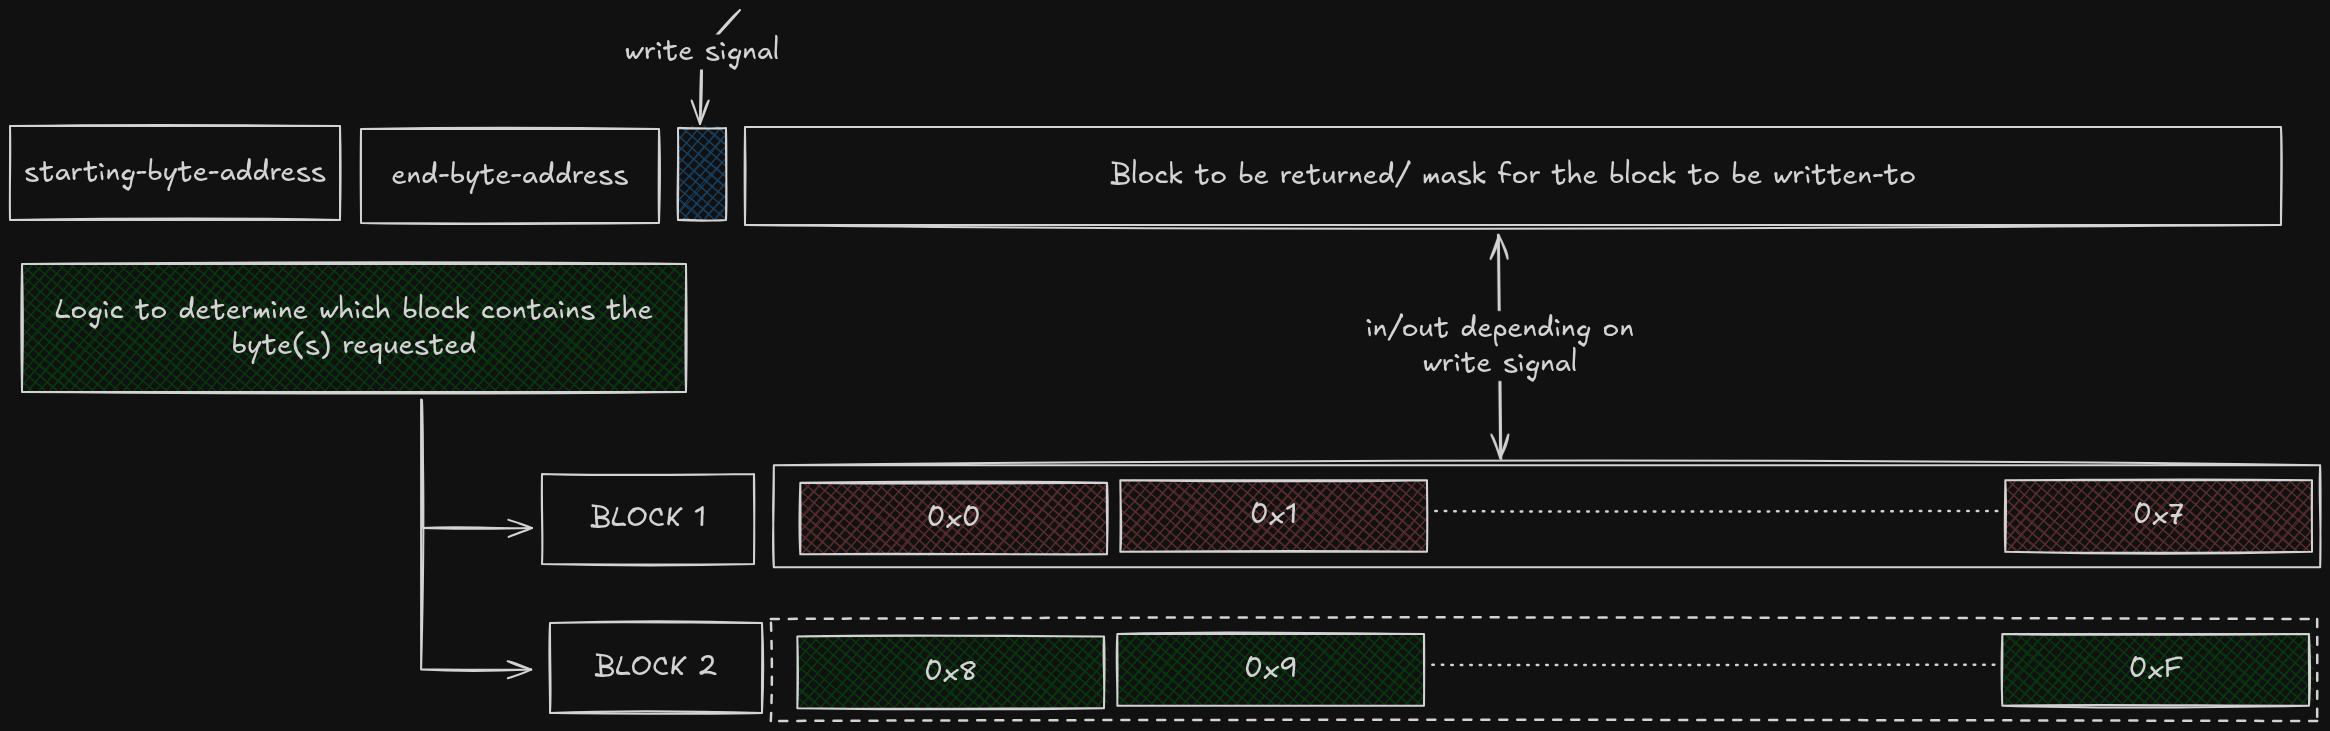 write signal
starting-byte-address
end-byte-address
Block to be returned/ mask for the block to be written-to
Logic to determine which block contains the
byte(s) requested
in/out depending on
write signal
BLOCK 1
0x0
0x1
0x7
BLOCK 2
0x8
0x9
0xF